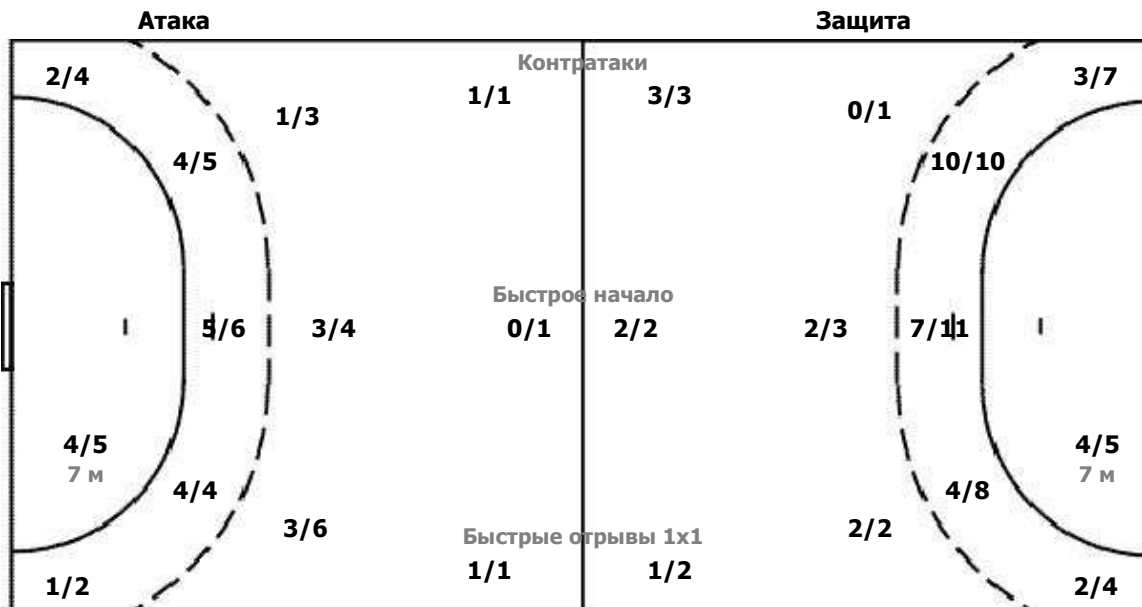 Атака Защита
Контратаки
2/4 3/7
1/1 3/3
1/3 0/1
4/5 10/10
Быстрое начало
5/6 3/4 0/1 2/2 2/3 7/11
4/5 4/5
7 м 7 м
4/4 4/8
3/6 2/2
Быстрые отрывы 1х1
1/1 1/2
1/2 2/4